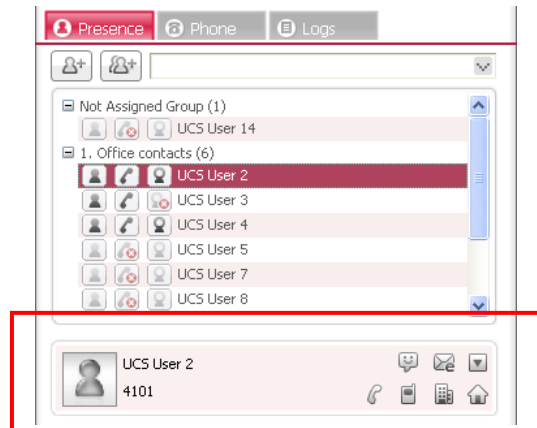 Presence Phone Logs
Not Assigned Group (1)
UCS User 14
1. Office contacts (6)
UCS User 2
UCS User 3
UCS User 4
UCS User 5
UCS User 7
UCS User 8
UCS User 2
4101